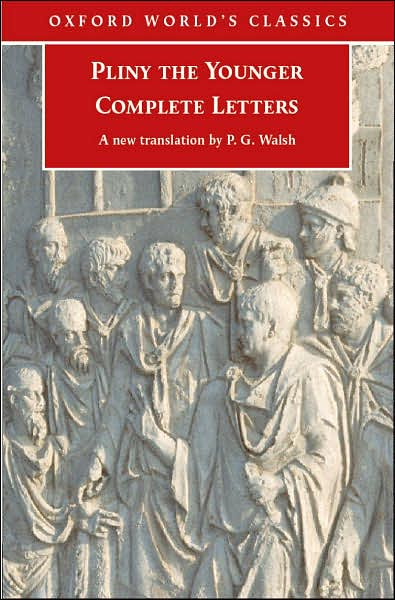 OXFORD WORLD'S CLASSICS
PLINY THE YOUNGER
COMPLETE LETTERS
A new translation by P. G. Walsh